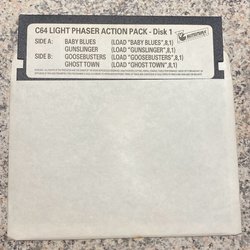 C64 LIGHT PHASER ACTION PACK - Disk 1
SIDE A: BABY BLUES (LOAD "BABY BLUES",8,1)
GUNSLINGER (LOAD "GUNSLINGER",8,1)
SIDE B: GOOSEBUSTERS (LOAD "GOOSEBUSTERS",8,1)
GHOST TOWN (LOAD "GHOST TOWN",8,1)